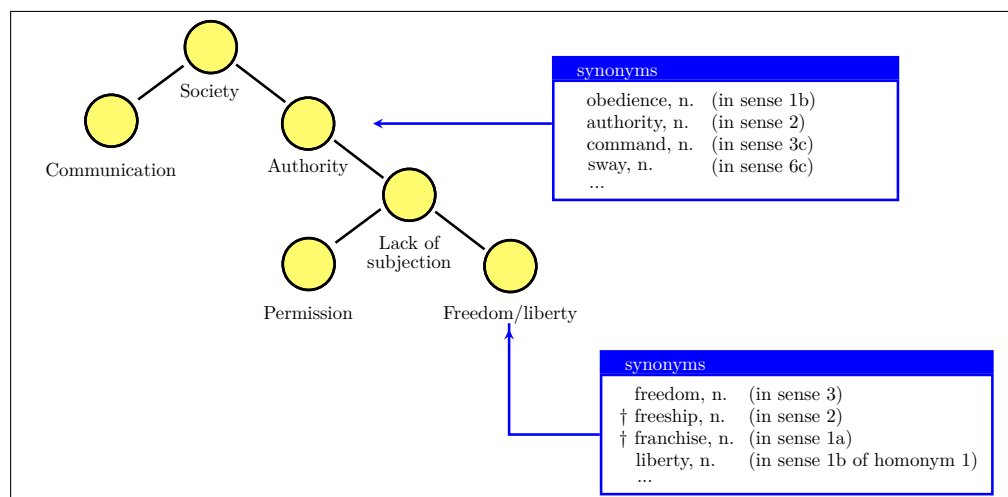 Society
Communication
Authority
synonyms
obedience, n. (in sense 1b)
authority, n. (in sense 2)
command, n. (in sense 3c)
sway, n. (in sense 6c)
...
Lack of
subjection
Permission
Freedom/liberty
synonyms
freedom, n. (in sense 3)
† freeship, n. (in sense 2)
† franchise, n. (in sense 1a)
liberty, n. (in sense 1b of homonym 1)
...